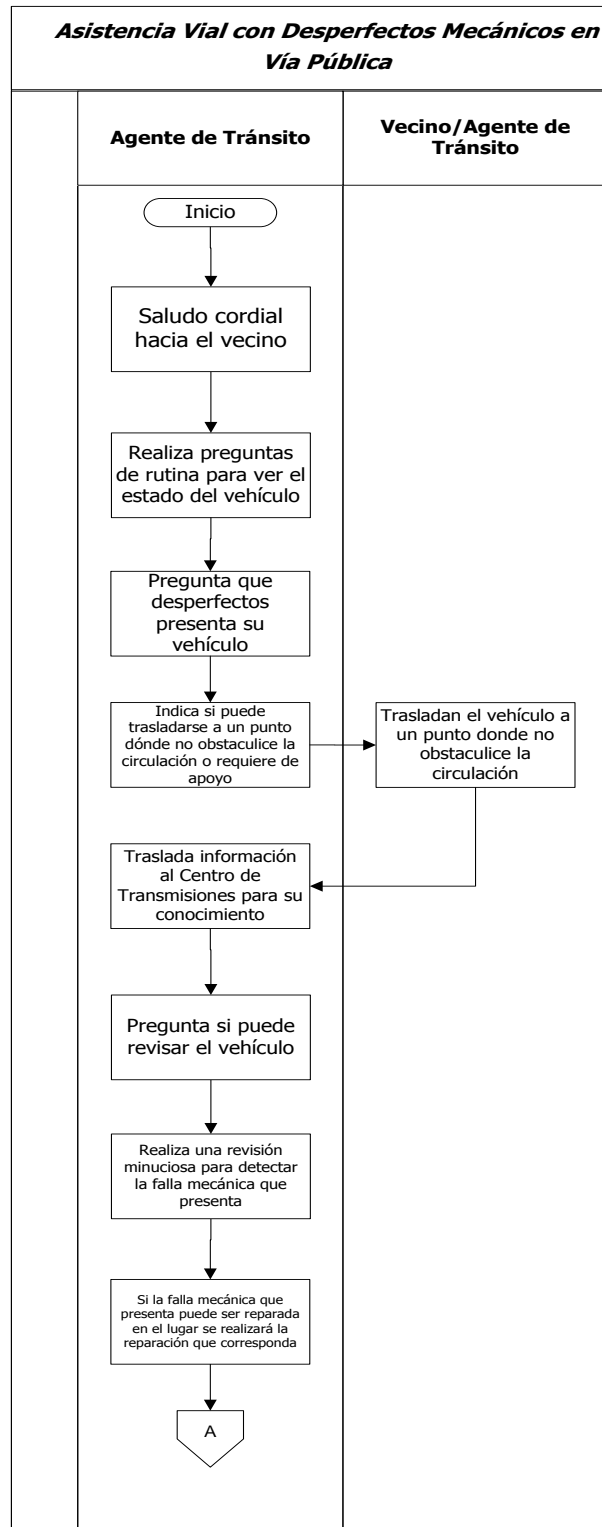 Asistencia Vial con Desperfectos Mecánicos en
Vía Pública
Agente de Tránsito
Vecino/Agente de
Tránsito
Inicio
Saludo cordial
hacia el vecino
Realiza preguntas
de rutina para ver el
estado del vehículo
Pregunta que
desperfectos
presenta su
vehículo
Indica si puede
trasladarse a un punto
dónde no obstaculice la
circulación o requiere de
apoyo
Trasladan el vehículo a
un punto donde no
obstaculice la
circulación
Traslada información
al Centro de
Transmisiones para su
conocimiento
Pregunta si puede
revisar el vehículo
Realiza una revisión
minuciosa para detectar
la falla mecánica que
presenta
Si la falla mecánica que
presenta puede ser reparada
en el lugar se realizará la
reparación que corresponda
A